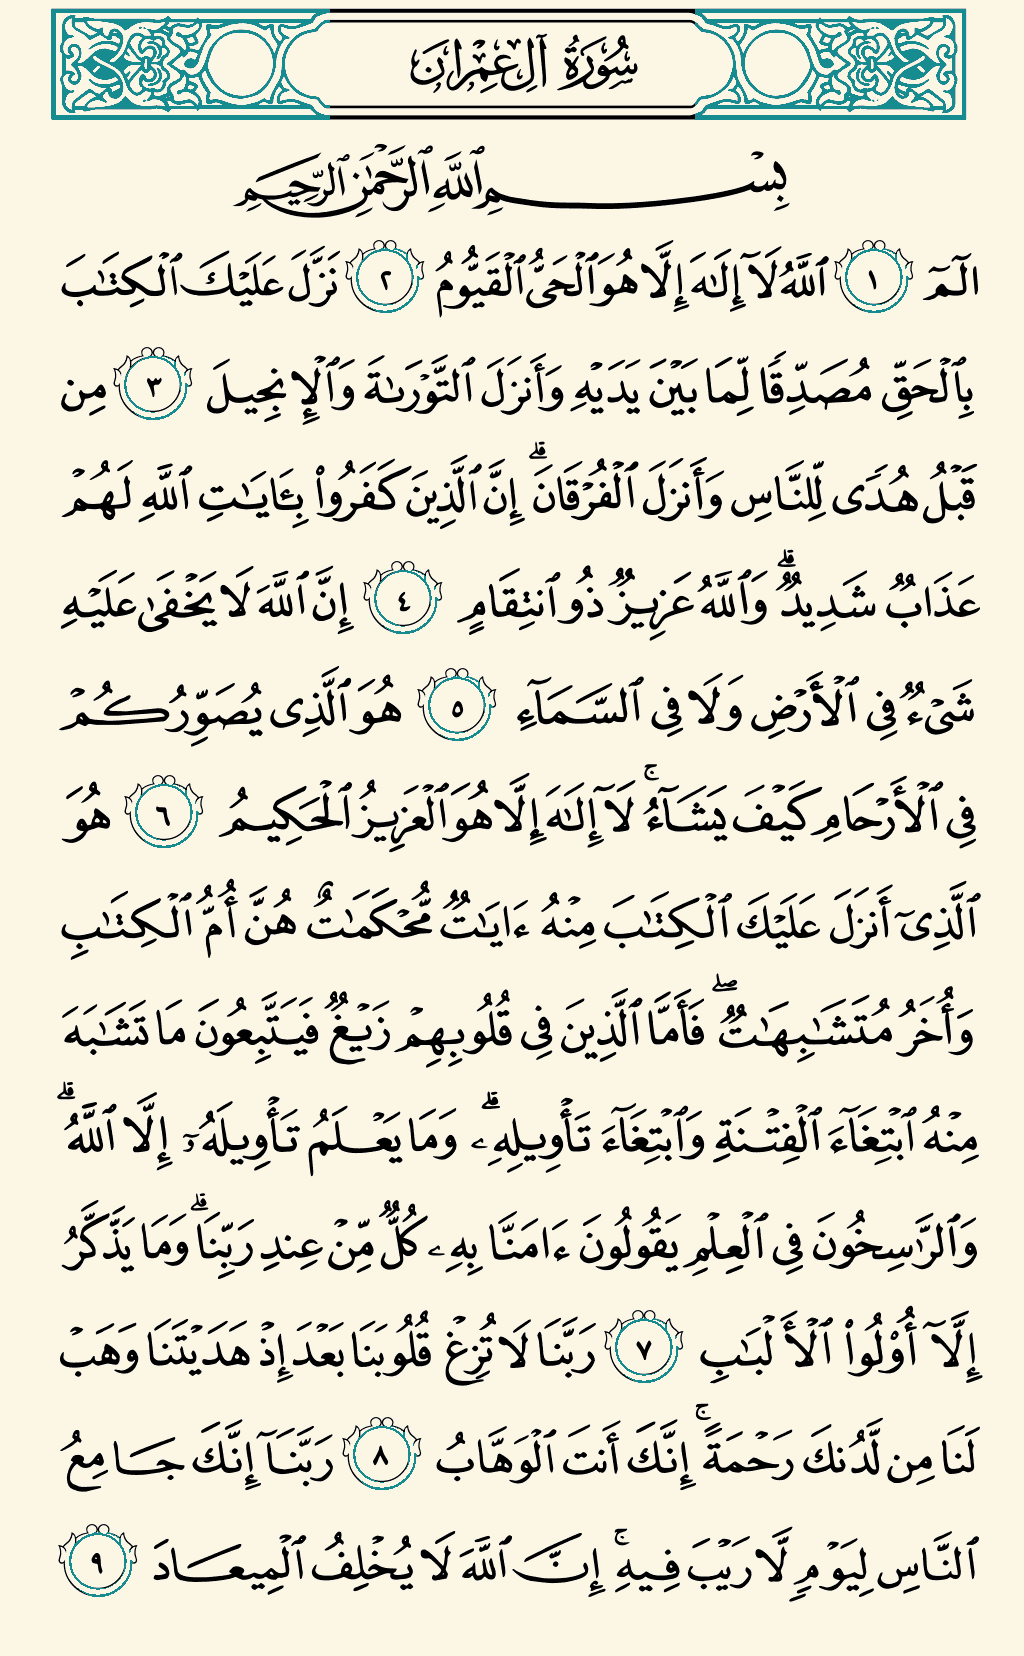 سُورَةُ آلِ عِمْرَانَ
بِسْمِ ٱللَّهِ ٱلرَّحْمَٰنِ ٱلرَّحِيمِ
الٓمٓ ١ ٱللَّهُ لَآ إِلَٰهَ إِلَّا هُوَ ٱلْحَىُّ ٱلْقَيُّومُ ٢ نَزَّلَ عَلَيْكَ ٱلْكِتَٰبَ
بِٱلْحَقِّ مُصَدِّقًا لِّمَا بَيْنَ يَدَيْهِ وَأَنزَلَ ٱلتَّوْرَىٰةَ وَٱلْإِنجِيلَ ٣ مِن
قَبْلُ هُدًى لِّلنَّاسِ وَأَنزَلَ ٱلْفُرْقَانَ ۗ إِنَّ ٱلَّذِينَ كَفَرُوا۟ بِـَٔايَٰتِ ٱللَّهِ لَهُمْ
عَذَابٌ شَدِيدٌ ۗ وَٱللَّهُ عَزِيزٌ ذُو ٱنتِقَامٍ ٤ إِنَّ ٱللَّهَ لَا يَخْفَىٰ عَلَيْهِ
شَىْءٌ فِى ٱلْأَرْضِ وَلَا فِى ٱلسَّمَآءِ ٥ هُوَ ٱلَّذِى يُصَوِّرُكُمْ
فِى ٱلْأَرْحَامِ كَيْفَ يَشَآءُ ۚ لَآ إِلَٰهَ إِلَّا هُوَ ٱلْعَزِيزُ ٱلْحَكِيمُ ٦ هُوَ
ٱلَّذِىٓ أَنزَلَ عَلَيْكَ ٱلْكِتَٰبَ مِنْهُ ءَايَٰتٌ مُّحْكَمَٰتٌ هُنَّ أُمُّ ٱلْكِتَٰبِ
وَأُخَرُ مُتَشَٰبِهَٰتٌ ۖ فَأَمَّا ٱلَّذِينَ فِى قُلُوبِهِمْ زَيْغٌ فَيَتَّبِعُونَ مَا تَشَٰبَهَ
مِنْهُ ٱبْتِغَآءَ ٱلْفِتْنَةِ وَٱبْتِغَآءَ تَأْوِيلِهِۦ ۗ وَمَا يَعْلَمُ تَأْوِيلَهُۥٓ إِلَّا ٱللَّهُ ۗ
وَٱلرَّٰسِخُونَ فِى ٱلْعِلْمِ يَقُولُونَ ءَامَنَّا بِهِۦ كُلٌّ مِّنْ عِندِ رَبِّنَا ۗ وَمَا يَذَّكَّرُ
إِلَّآ أُو۟لُوا۟ ٱلْأَلْبَٰبِ ٧ رَبَّنَا لَا تُزِغْ قُلُوبَنَا بَعْدَ إِذْ هَدَيْتَنَا وَهَبْ
لَنَا مِن لَّدُنكَ رَحْمَةً ۚ إِنَّكَ أَنتَ ٱلْوَهَّابُ ٨ رَبَّنَآ إِنَّكَ جَامِعُ
ٱلنَّاسِ لِيَوْمٍ لَّا رَيْبَ فِيهِ ۚ إِنَّ ٱللَّهَ لَا يُخْلِفُ ٱلْمِيعَادَ ٩